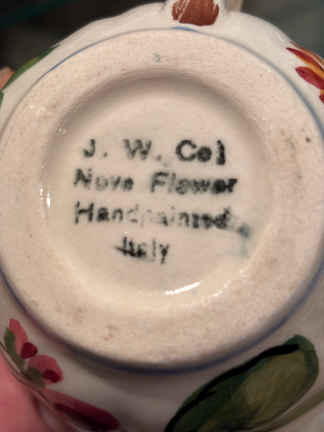 J. W. Co]
Nove Flower
Handpainted
Italy